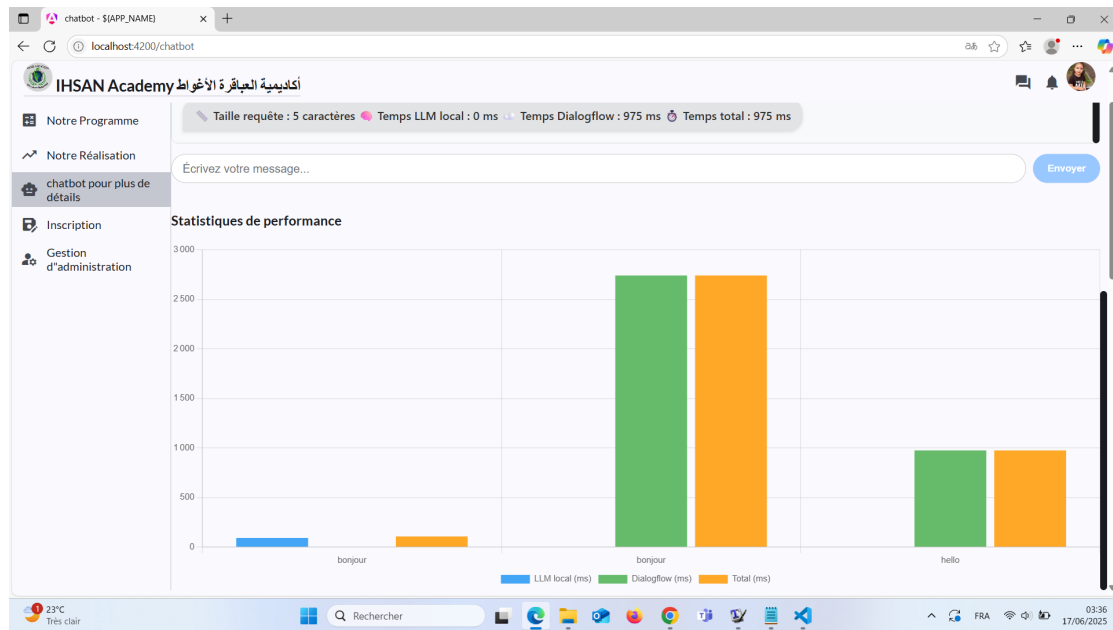 chatbot - ${APP_NAME}
localhost:4200/chatbot
IHSAN Academy أكاديمية العباقرة الأغواط
Notre Programme
Notre Réalisation
chatbot pour plus de
détails
Inscription
Gestion
d"administration
Taille requête : 5 caractères Temps LLM local : 0 ms Temps Dialogflow : 975 ms Temps total : 975 ms
Écrivez votre message...
Envoyer
Statistiques de performance
3 000
2 500
2 000
1 500
1 000
500
0
bonjour
bonjour
hello
LLM local (ms) Dialogflow (ms) Total (ms)
1
23°C
Très clair
Rechercher
FRA
03:36
17/06/2025